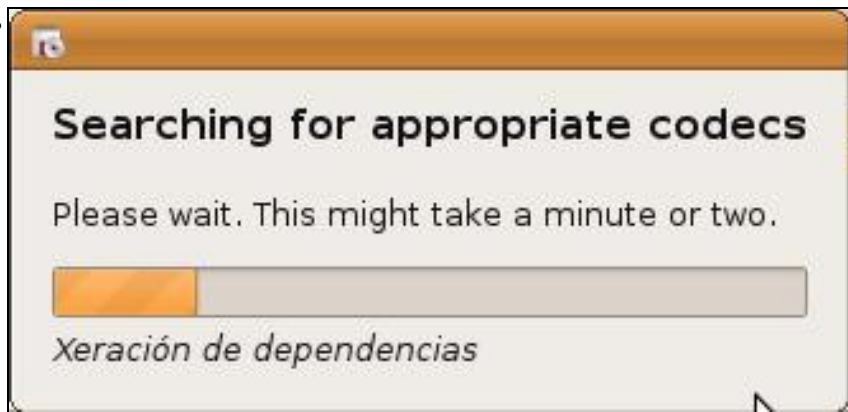 Searching for appropriate codecs
Please wait. This might take a minute or two.
Xeración de dependencias